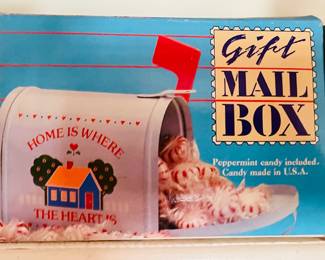 Gift
MAIL
BOX
HOME IS WHERE
THE HEART IS
Peppermint candy included.
Candy made in U.S.A.